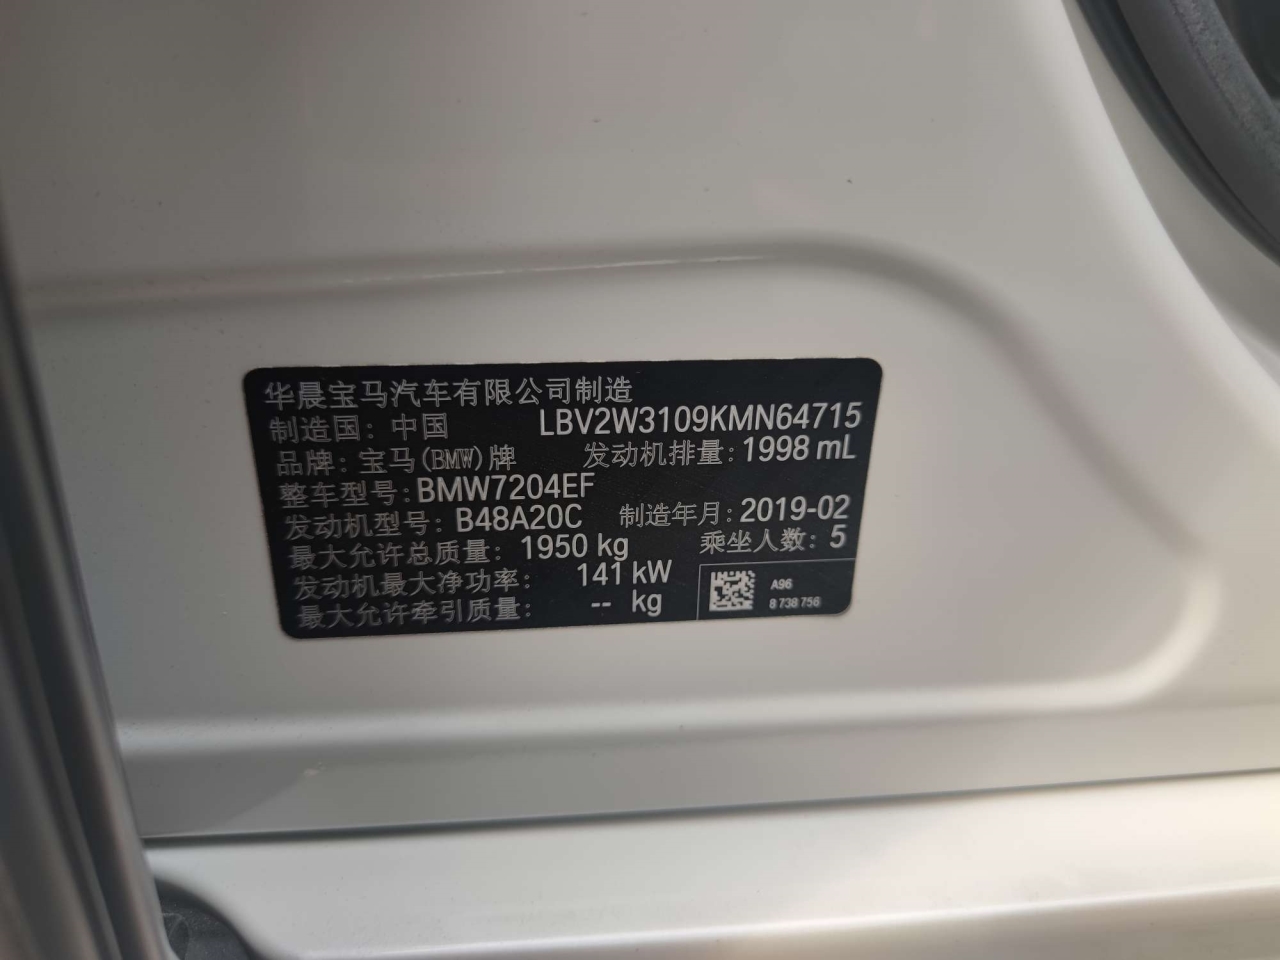 华晨宝马汽车有限公司制造
制造国：中国 LBV2W3109KMN64715
品牌：宝马(BMW)牌 发动机排量：1998 mL
整车型号：BMW7204EF
发动机型号：B48A20C 制造年月：2019-02
最大允许总质量：1950 kg 乘坐人数：5
发动机最大净功率：141 kW
最大允许牵引质量：-- kg
A96
8 738 756